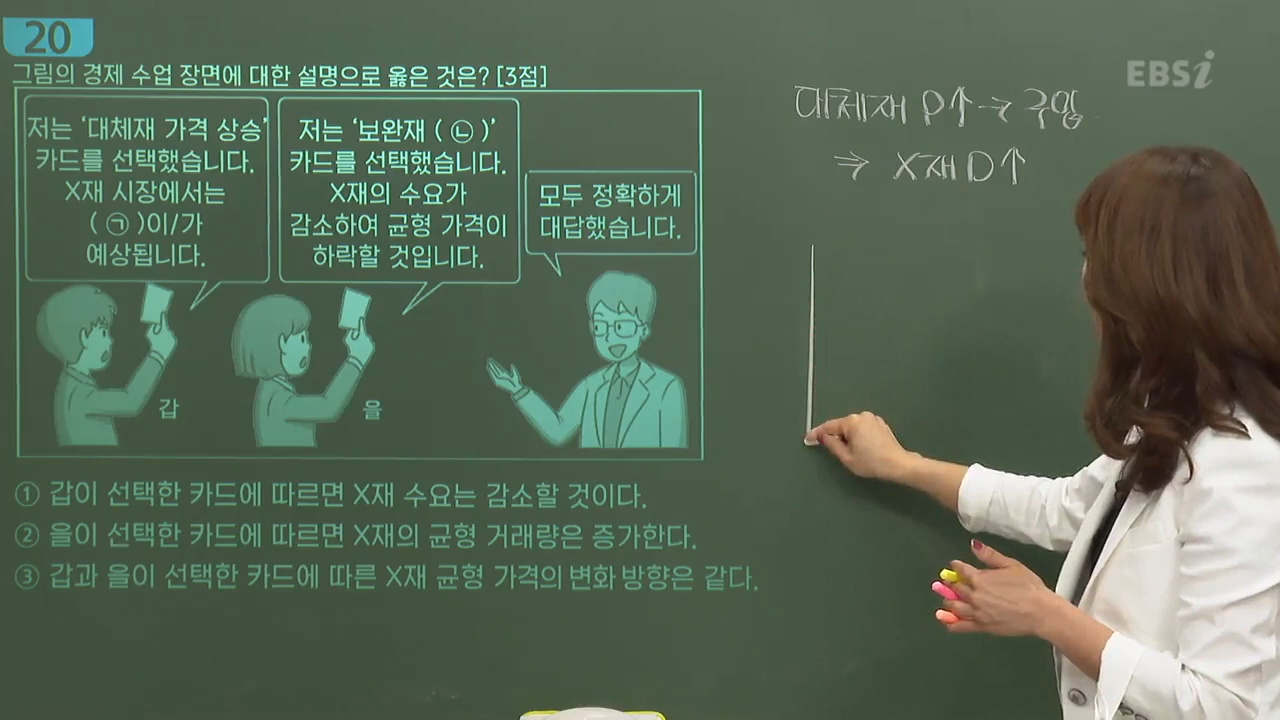 20
EBSi
그림의 경제 수업 장면에 대한 설명으로 옳은 것은? [3점]
저는 '대체재 가격 상승'
카드를 선택했습니다.
X재 시장에서는
( ㉠ )이/가
예상됩니다.
저는 '보완재 ( ㉡ )'
카드를 선택했습니다.
X재의 수요가
감소하여 균형 가격이
하락할 것입니다.
모두 정확하게
대답했습니다.
갑
을
① 갑이 선택한 카드에 따르면 X재 수요는 감소할 것이다.
② 을이 선택한 카드에 따르면 X재의 균형 거래량은 증가한다.
③ 갑과 을이 선택한 카드에 따른 X재 균형 가격의 변화 방향은 같다.
대체재 P↑→ 구입
⇒ X재 D↑